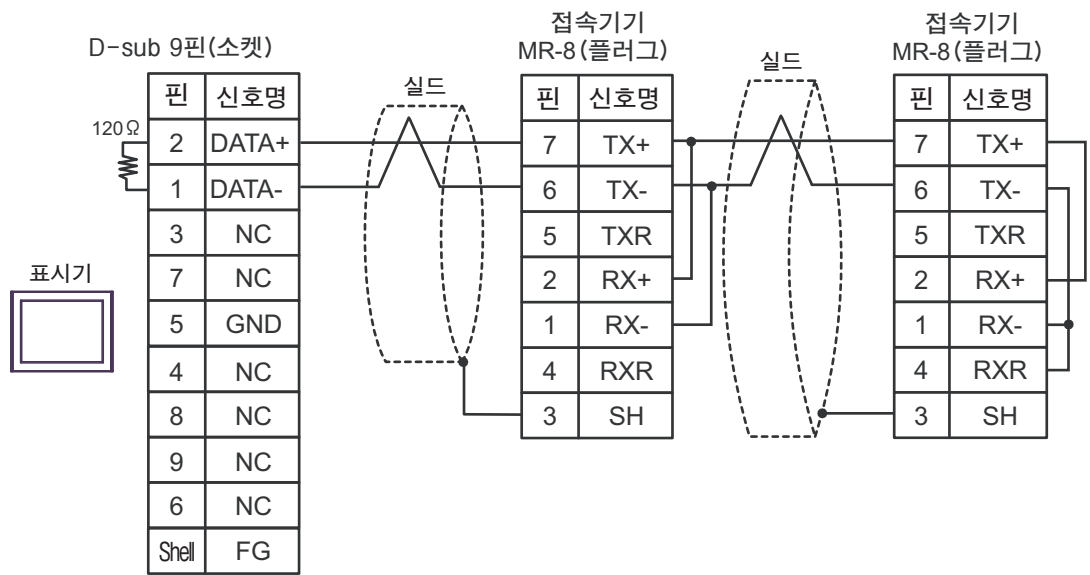 D-sub 9핀(소켓)
핀 신호명
2 DATA+
1 DATA-
3 NC
7 NC
5 GND
4 NC
8 NC
9 NC
6 NC
Shell FG
120Ω
표시기
실드
접속기기
MR-8(플러그)
핀 신호명
7 TX+
6 TX-
5 TXR
2 RX+
1 RX-
4 RXR
3 SH
실드
접속기기
MR-8(플러그)
핀 신호명
7 TX+
6 TX-
5 TXR
2 RX+
1 RX-
4 RXR
3 SH